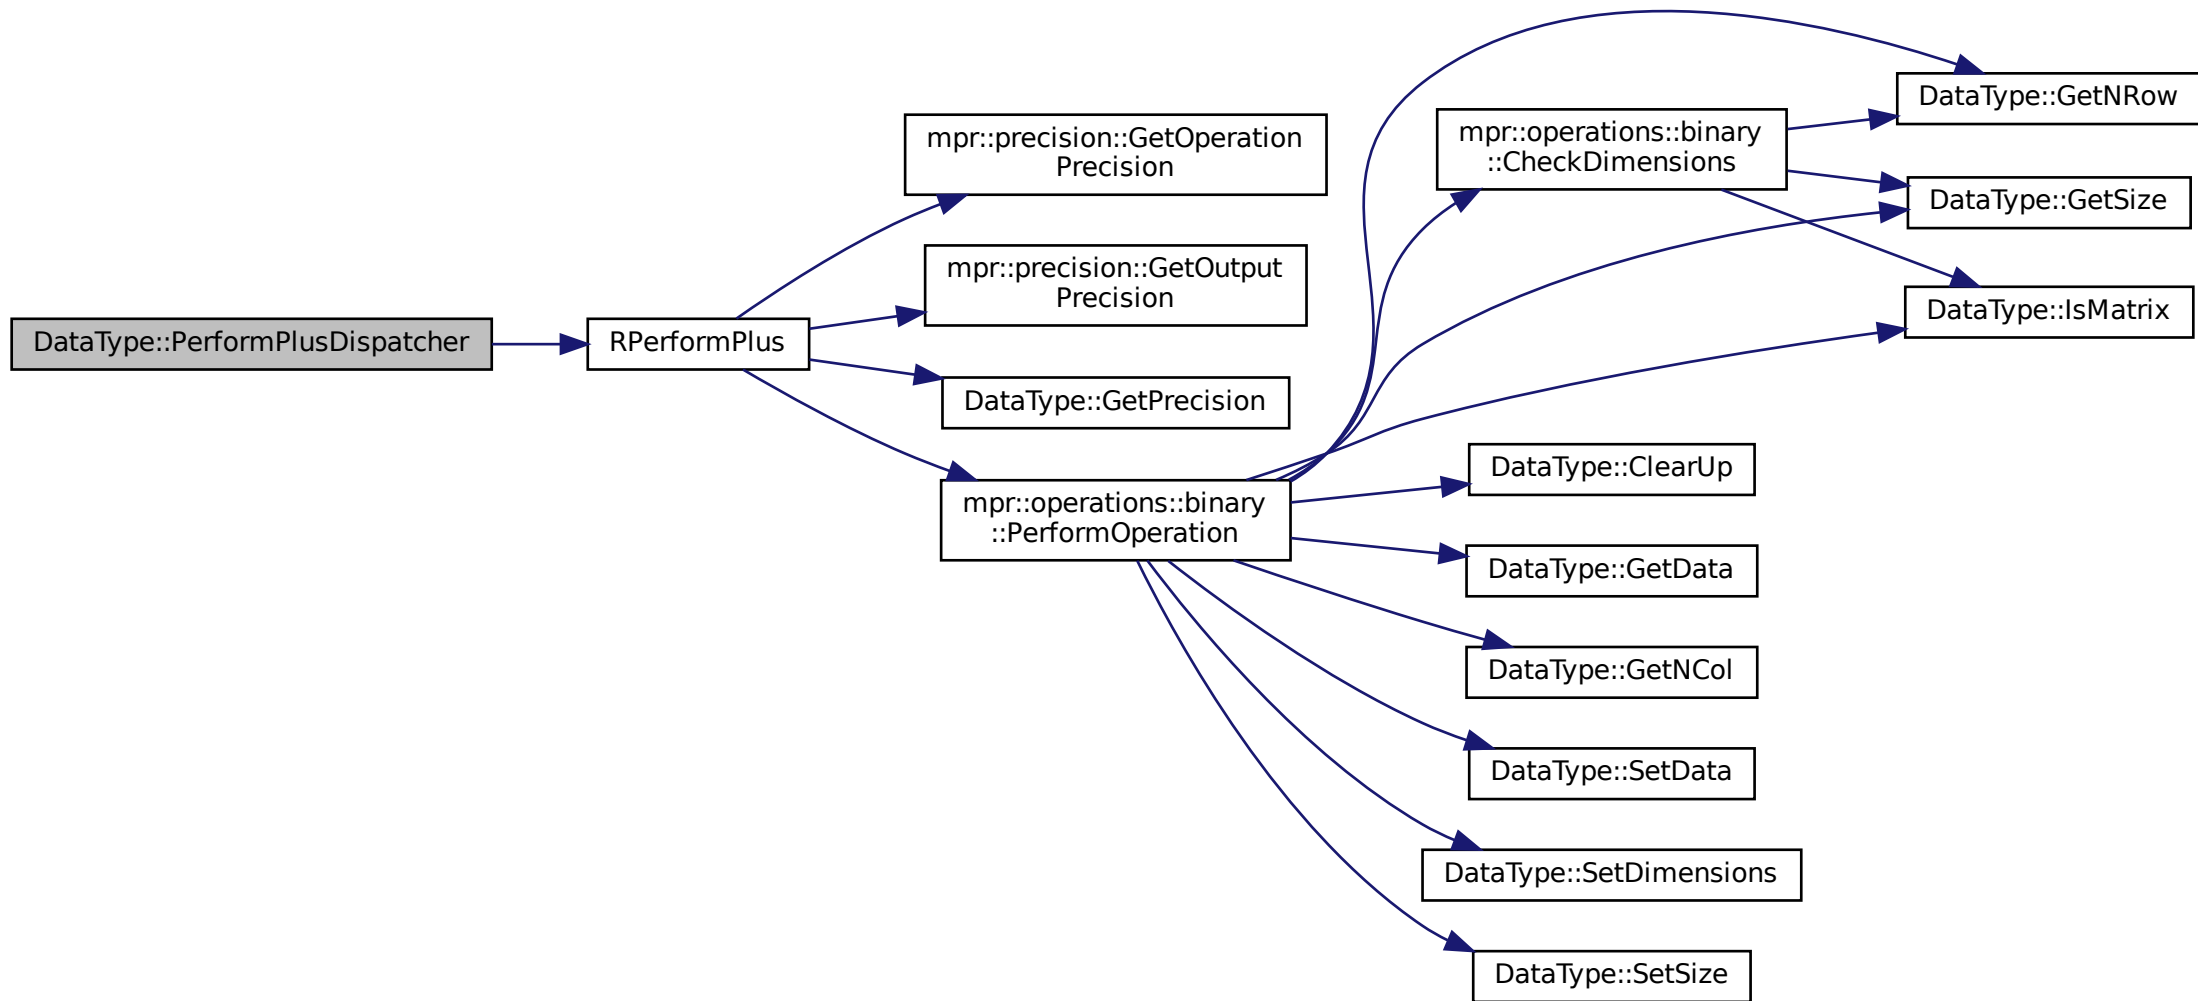 DataType::PerformPlusDispatcher
RPerformPlus
mpr::precision::GetOperation
Precision
mpr::precision::GetOutput
Precision
DataType::GetPrecision
mpr::operations::binary
::PerformOperation
mpr::operations::binary
::CheckDimensions
DataType::GetNRow
DataType::GetSize
DataType::IsMatrix
DataType::ClearUp
DataType::GetData
DataType::GetNCol
DataType::SetData
DataType::SetDimensions
DataType::SetSize